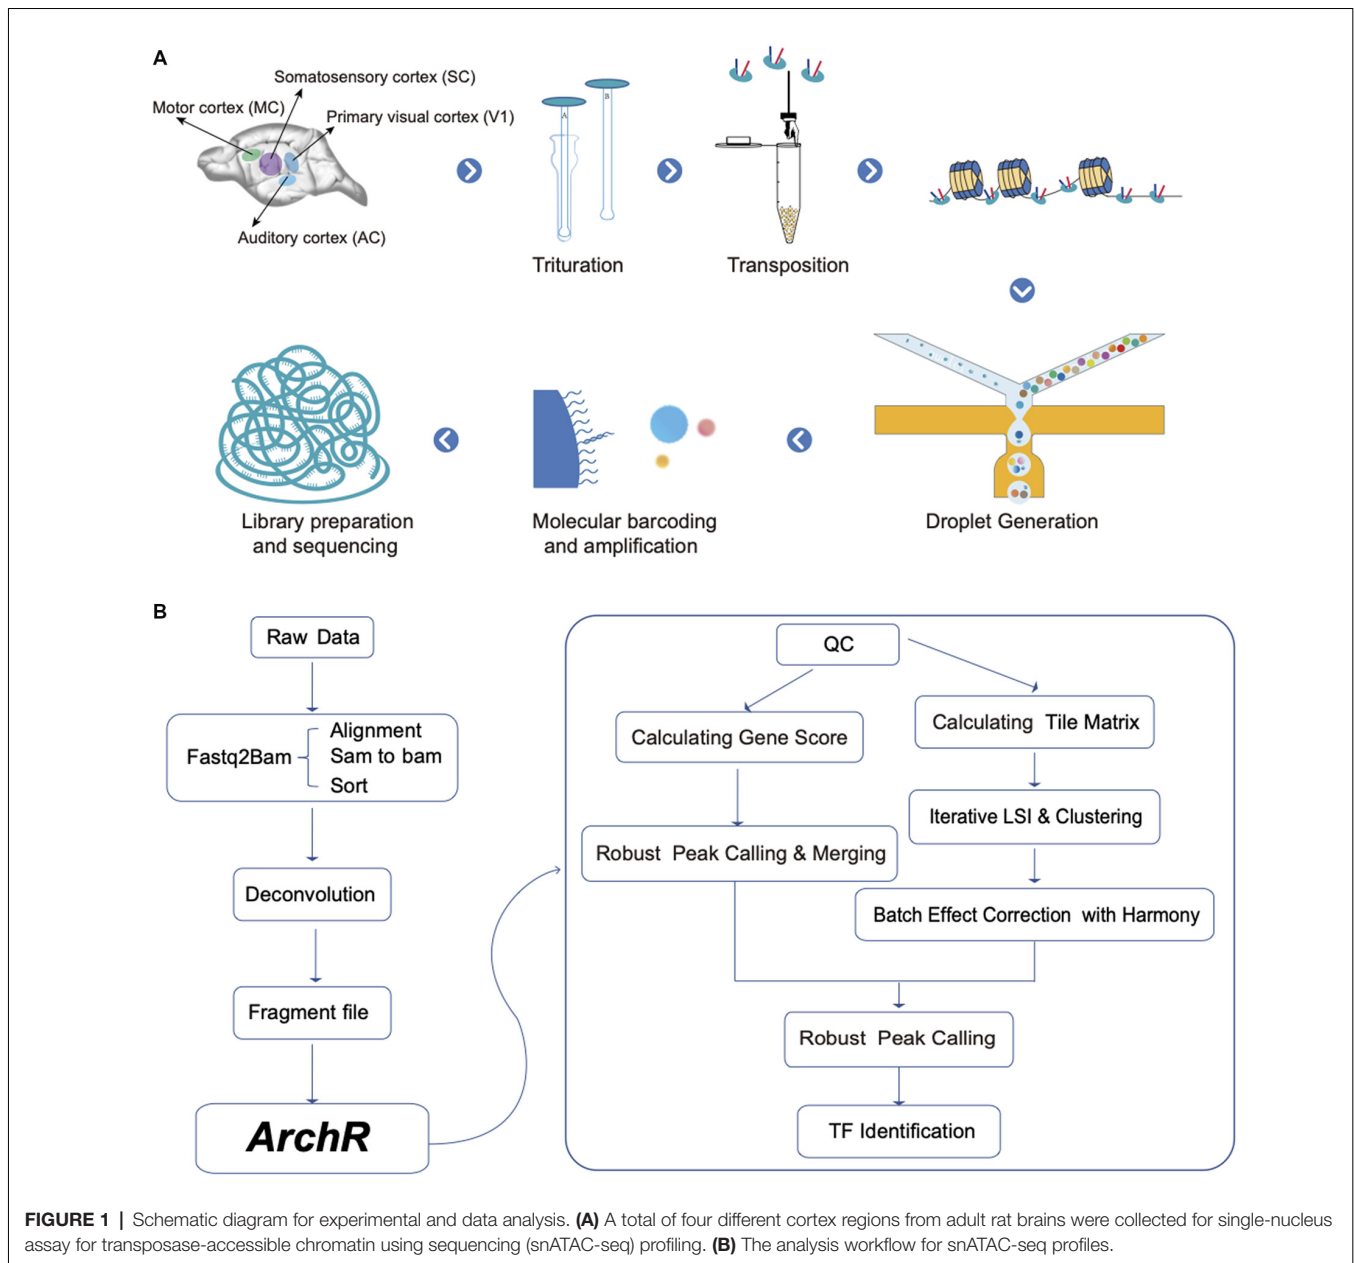 A
Somatosensory cortex (SC)
Motor cortex (MC)
Primary visual cortex (V1)
Auditory cortex (AC)
A
B
Trituration
Transposition
Library preparation
and sequencing
Molecular barcoding
and amplification
Droplet Generation
B
Raw Data
Fastq2Bam
Alignment
Sam to bam
Sort
Deconvolution
Fragment file
ArchR
QC
Calculating Gene Score
Calculating Tile Matrix
Iterative LSI & Clustering
Robust Peak Calling & Merging
Batch Effect Correction with Harmony
Robust Peak Calling
TF Identification
FIGURE 1 | Schematic diagram for experimental and data analysis. (A) A total of four different cortex regions from adult rat brains were collected for single-nucleus
assay for transposase-accessible chromatin using sequencing (snATAC-seq) profiling. (B) The analysis workflow for snATAC-seq profiles.